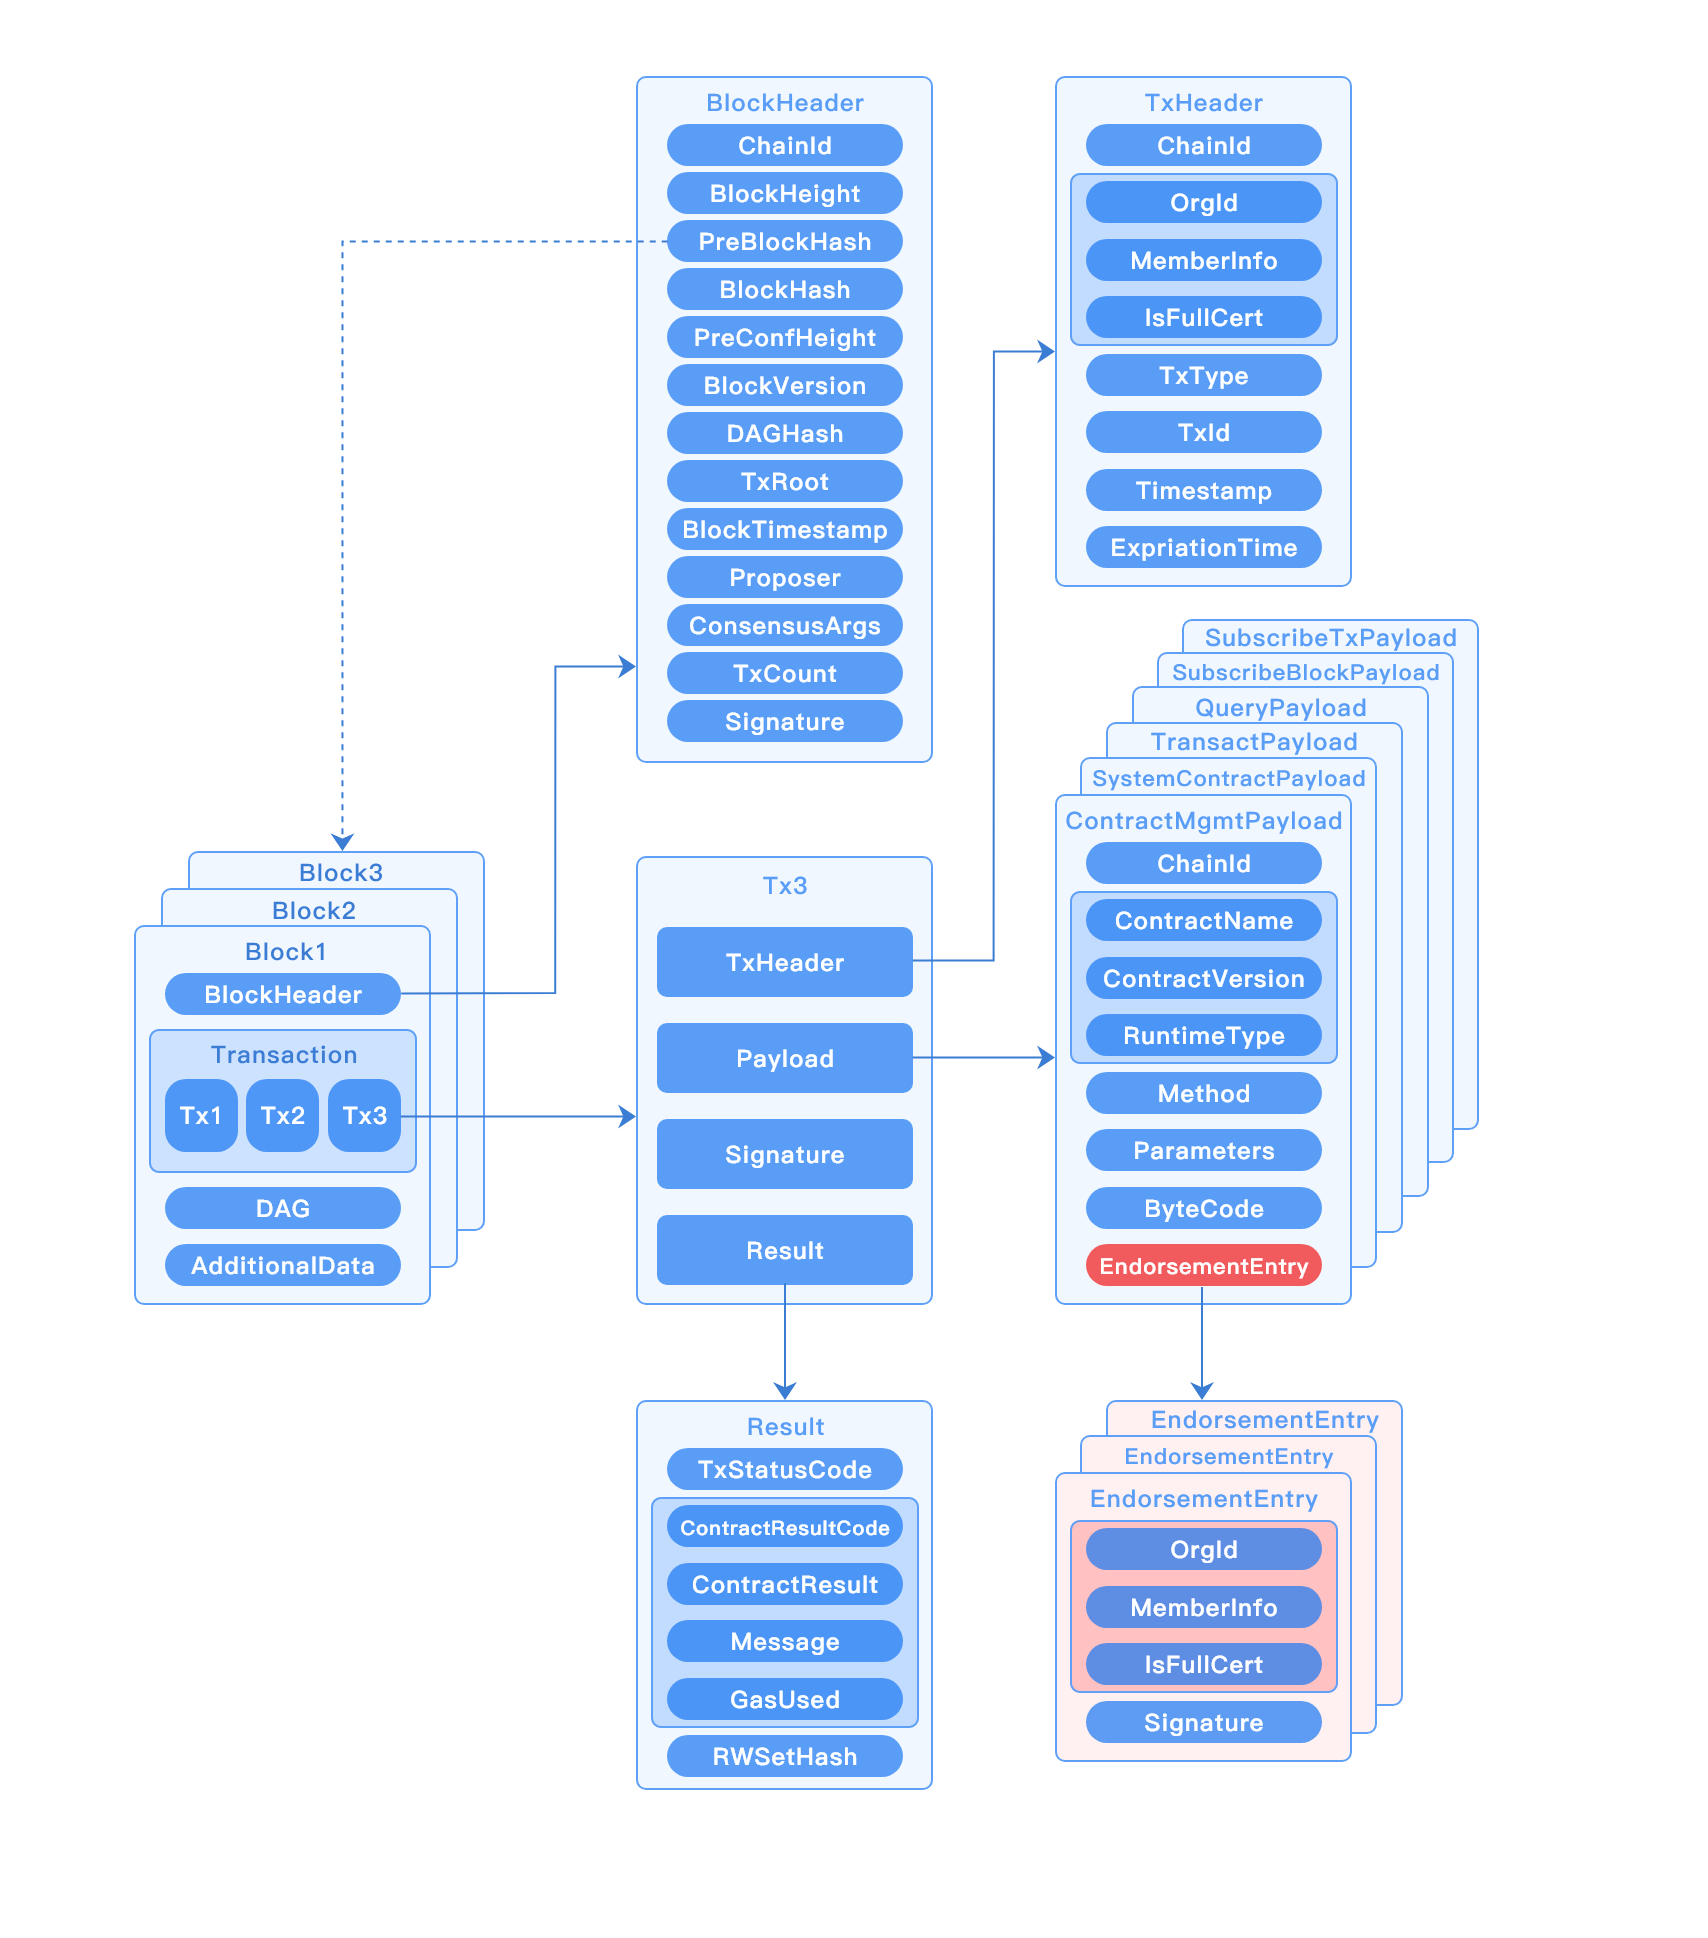 BlockHeader
ChainId
BlockHeight
PreBlockHash
BlockHash
PreConfHeight
BlockVersion
DAGHash
TxRoot
BlockTimestamp
Proposer
ConsensusArgs
TxCount
Signature
TxHeader
ChainId
OrgId
MemberInfo
IsFullCert
TxType
TxId
Timestamp
ExpriationTime
Block3
Block2
Block1
BlockHeader
Transaction
Tx1 Tx2 Tx3
DAG
AdditionalData
Tx3
TxHeader
Payload
Signature
Result
SubscribeTxPayload
SubscribeBlockPayload
QueryPayload
TransactPayload
SystemContractPayload
ContractMgmtPayload
ChainId
ContractName
ContractVersion
RuntimeType
Method
Parameters
ByteCode
EndorsementEntry
Result
TxStatusCode
ContractResultCode
ContractResult
Message
GasUsed
RWSetHash
EndorsementEntry
EndorsementEntry
EndorsementEntry
OrgId
MemberInfo
IsFullCert
Signature